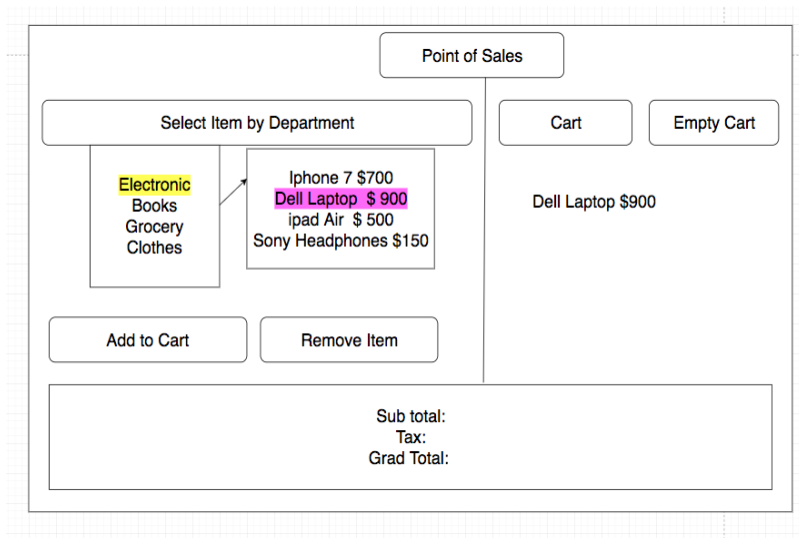 Point of Sales
Select Item by Department
Cart
Empty Cart
Electronic
Books
Grocery
Clothes
Iphone 7 $700
Dell Laptop $ 900
ipad Air $ 500
Sony Headphones $150
Dell Laptop $900
Add to Cart
Remove Item
Sub total:
Tax:
Grad Total: